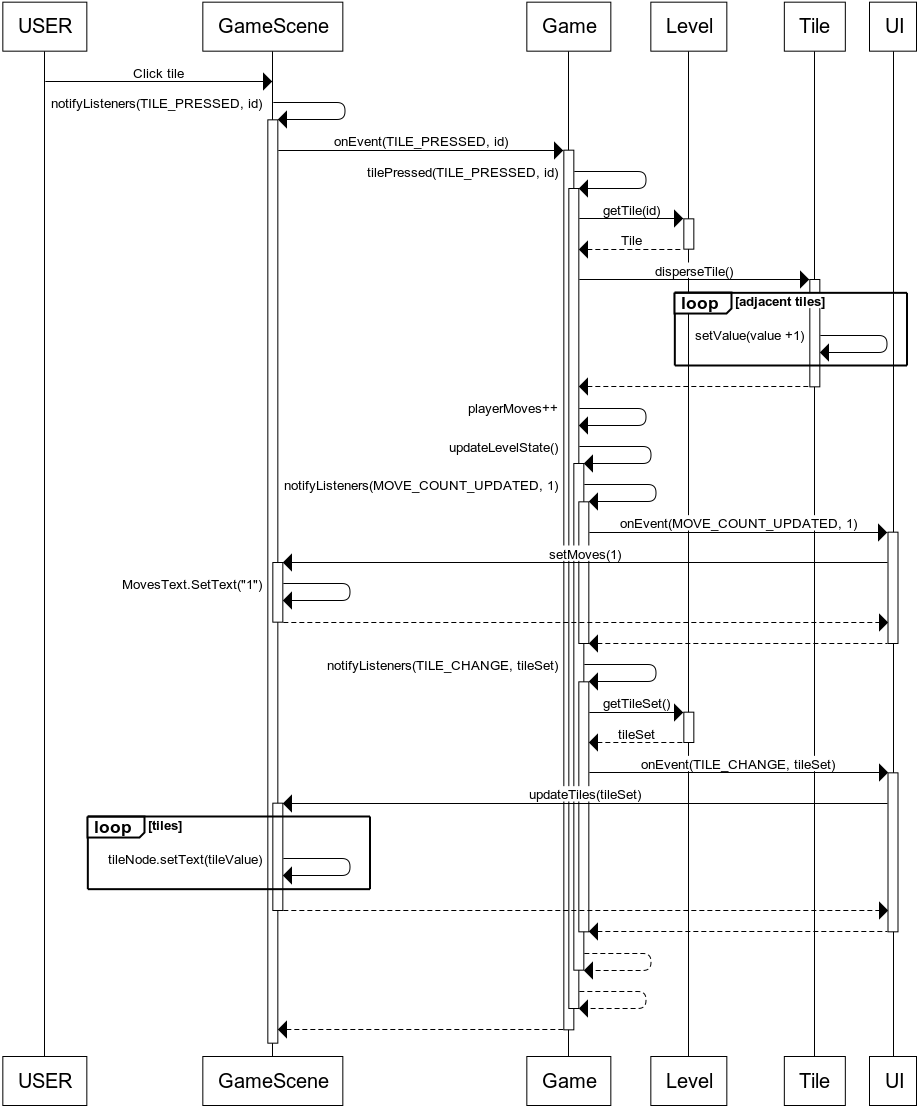 USER GameScene Game Level Tile UI
Click tile
notifyListeners(TILE_PRESSED, id)
onEvent(TILE_PRESSED, id)
tilePressed(TILE_PRESSED, id)
getTile(id)
Tile
disperseTile()
loop [adjacent tiles]
setValue(value +1)
playerMoves++
updateLevelState()
notifyListeners(MOVE_COUNT_UPDATED, 1)
onEvent(MOVE_COUNT_UPDATED, 1)
setMoves(1)
MovesText.SetText("1")
notifyListeners(TILE_CHANGE, tileSet)
getTileSet()
tileSet
onEvent(TILE_CHANGE, tileSet)
updateTiles(tileSet)
loop [tiles]
tileNode.setText(tileValue)
USER GameScene Game Level Tile UI